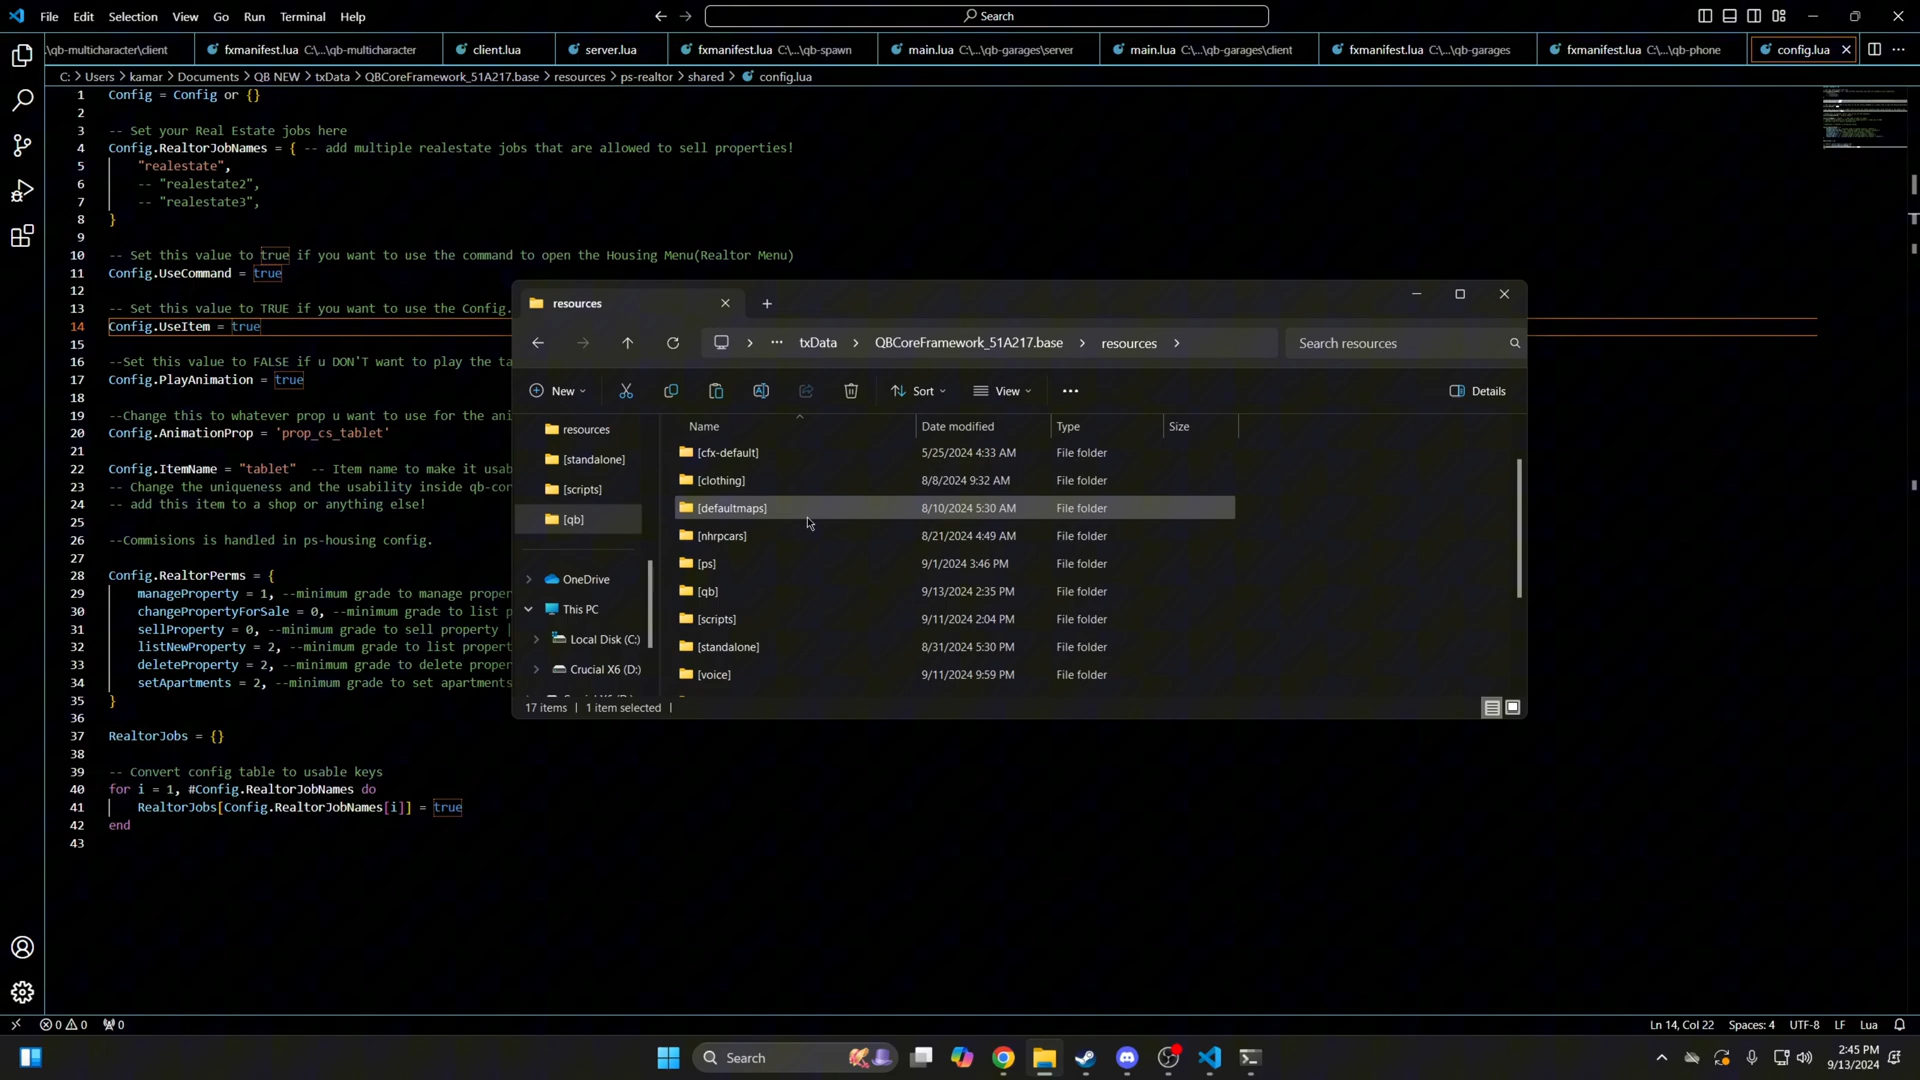 File Edit Selection View Go Run Terminal Help
Search
\qb-multicharacter\client
fxmanifest.lua C:\...\qb-multicharacter
client.lua
server.lua
fxmanifest.lua C:\...\qb-spawn
main.lua C:\...\qb-garages\server
main.lua C:\...\qb-garages\client
fxmanifest.lua C:\...\qb-garages
fxmanifest.lua C:\...\qb-phone
config.lua
C: > Users > kamar > Documents > QB NEW > txData > QBCoreFramework_51A217.base > resources > ps-realtor > shared > config.lua
1 Config = Config or {}
2
3 -- Set your Real Estate jobs here
4 Config.RealtorJobNames = { -- add multiple realestate jobs that are allowed to sell properties!
5 "realestate",
6 -- "realestate2",
7 -- "realestate3",
8 }
9
10 -- Set this value to true if you want to use the command to open the Housing Menu(Realtor Menu)
11 Config.UseCommand = true
12
13 -- Set this value to TRUE if you want to use the Config.
14 Config.UseItem = true
15
16 --Set this value to FALSE if u DON'T want to play the ta
17 Config.PlayAnimation = true
18
19 --Change this to whatever prop u want to use for the ani
20 Config.AnimationProp = 'prop_cs_tablet'
21
22 Config.ItemName = "tablet" -- Item name to make it usab
23 -- Change the uniqueness and the usability inside qb-cor
24 -- add this item to a shop or anything else!
25
26 --Commisions is handled in ps-housing config.
27
28 Config.RealtorPerms = {
29 manageProperty = 1, --minimum grade to manage proper
30 changePropertyForSale = 0, --minimum grade to list p
31 sellProperty = 0, --minimum grade to sell property |
32 listNewProperty = 2, --minimum grade to list propert
33 deleteProperty = 2, --minimum grade to delete proper
34 setApartments = 2, --minimum grade to set apartments
35 }
36
37 RealtorJobs = {}
38
39 -- Convert config table to usable keys
40 for i = 1, #Config.RealtorJobNames do
41 RealtorJobs[Config.RealtorJobNames[i]] = true
42 end
43
resources
txData > QBCoreFramework_51A217.base > resources >
Search resources
New Sort View Details
resources
[standalone]
[scripts]
[qb]
OneDrive
This PC
Local Disk (C:)
Crucial X6 (D:)
Name Date modified Type Size
[cfx-default] 5/25/2024 4:33 AM File folder
[clothing] 8/8/2024 9:32 AM File folder
[defaultmaps] 8/10/2024 5:30 AM File folder
[nhrpcars] 8/21/2024 4:49 AM File folder
[ps] 9/1/2024 3:46 PM File folder
[qb] 9/13/2024 2:35 PM File folder
[scripts] 9/11/2024 2:04 PM File folder
[standalone] 8/31/2024 5:30 PM File folder
[voice] 9/11/2024 9:59 PM File folder
17 items | 1 item selected |
0 0 0
Ln 14, Col 22 Spaces: 4 UTF-8 LF Lua
Search
2:45 PM
9/13/2024